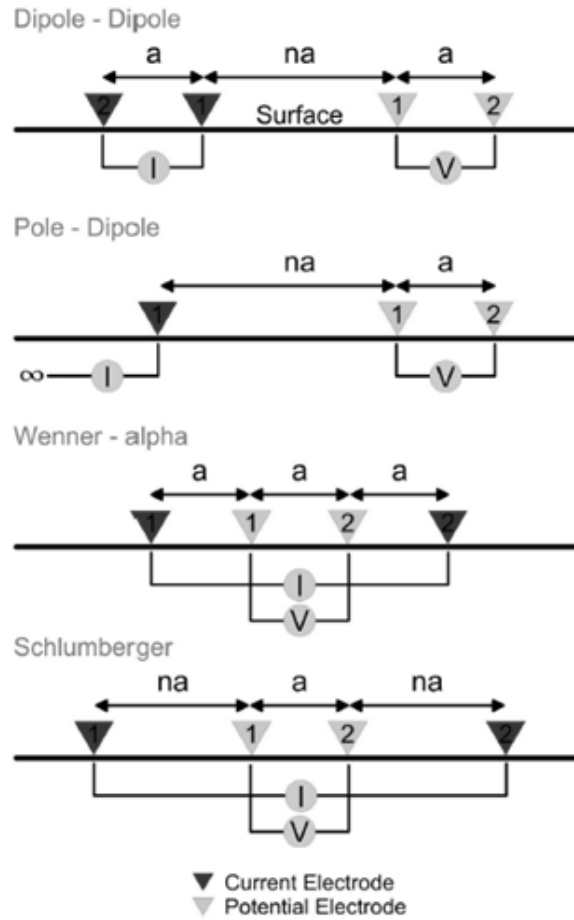 Dipole - Dipole
a na a
2 1 Surface 1 2
I V
Pole - Dipole
na a
1 1 2
∞ I V
Wenner - alpha
a a a
1 1 2 2
I
V
Schlumberger
na a na
1 1 2 2
I
V
Current Electrode
Potential Electrode